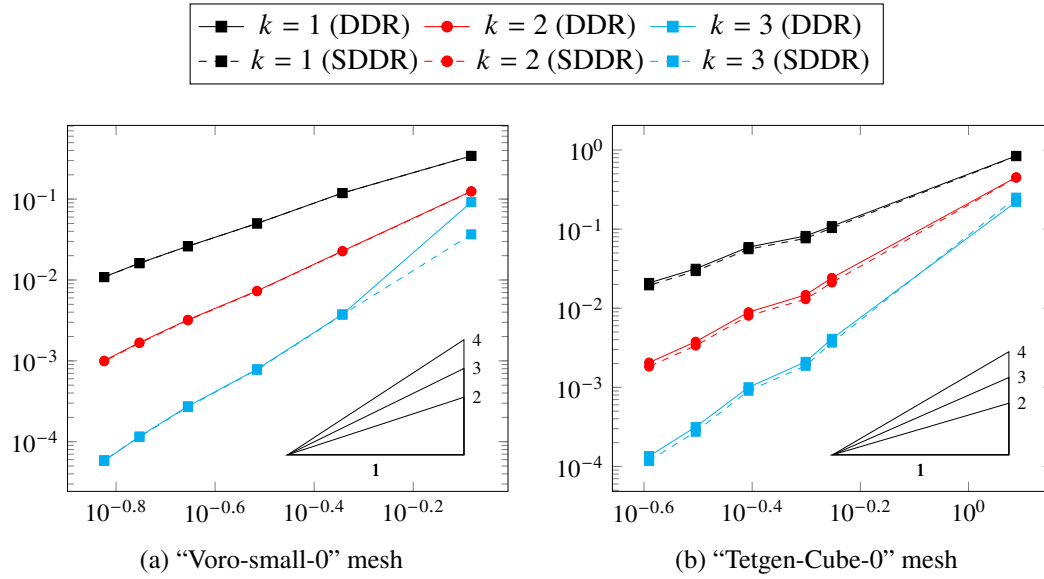 k = 1 (DDR) k = 2 (DDR) k = 3 (DDR)
k = 1 (SDDR) k = 2 (SDDR) k = 3 (SDDR)
10^−1
10^−2
10^−3
10^−4
10^−0.8 10^−0.6 10^−0.4 10^−0.2
4
3
2
1
(a) “Voro-small-0” mesh
10^0
10^−1
10^−2
10^−3
10^−4
10^−0.6 10^−0.4 10^−0.2 10^0
4
3
2
1
(b) “Tetgen-Cube-0” mesh